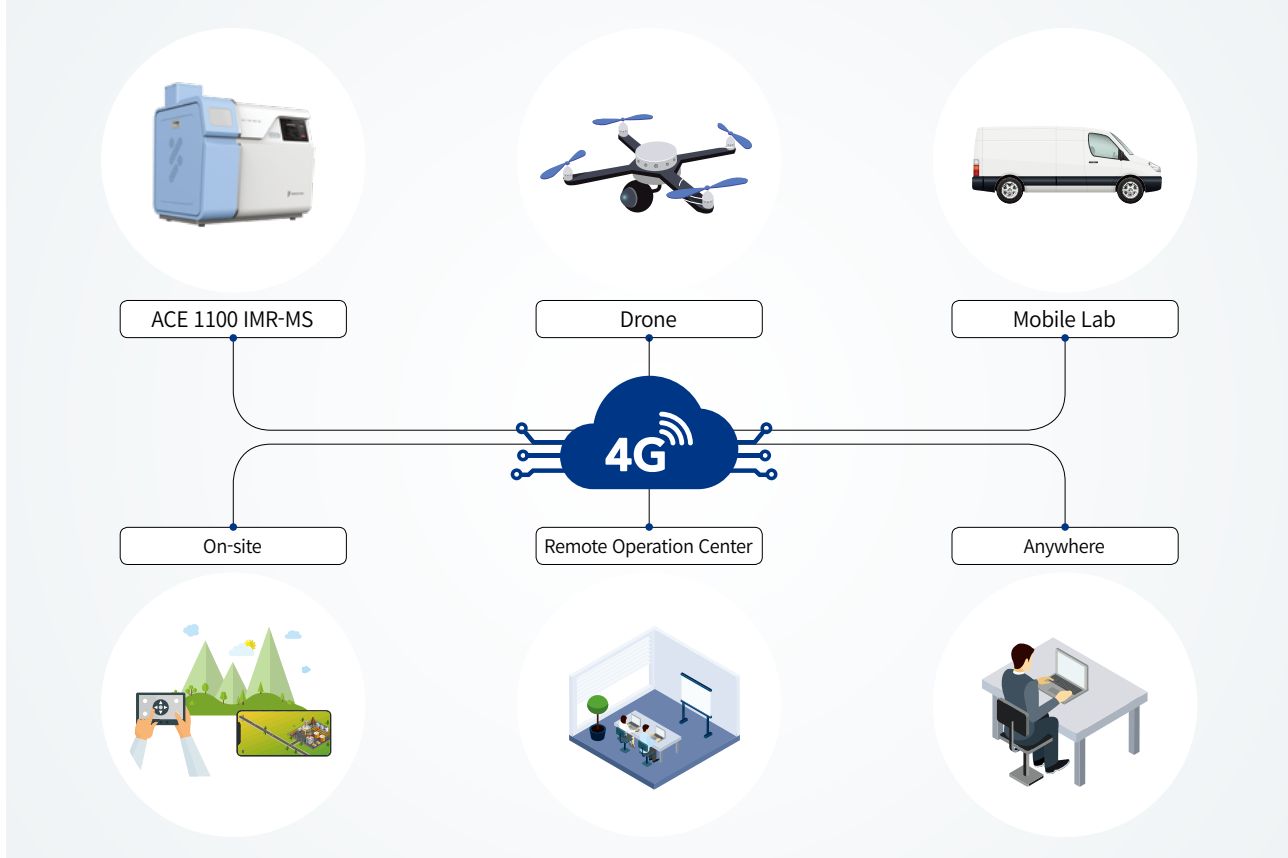 ACE 1100 IMR-MS
Drone
Mobile Lab
4G
On-site
Remote Operation Center
Anywhere